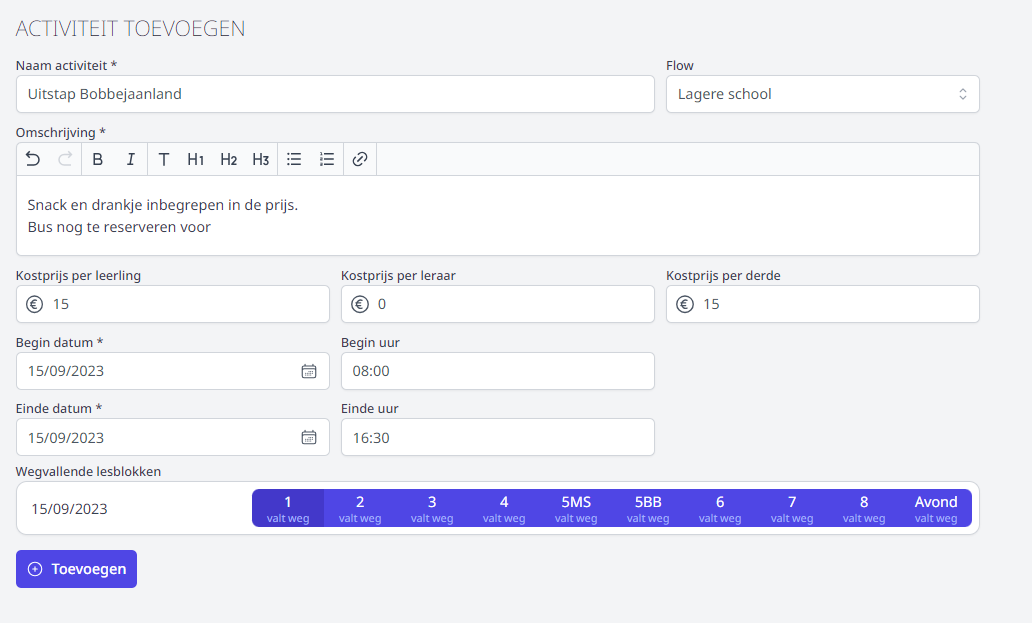 ACTIVITEIT TOEVOEGEN
Naam activiteit * Flow
Uitstap Bobbejaanland Lagere school
Omschrijving *
B I T H1 H2 H3
Snack en drankje inbegrepen in de prijs.
Bus nog te reserveren voor
Kostprijs per leerling Kostprijs per leraar Kostprijs per derde
€ 15 € 0 € 15
Begin datum * Begin uur
15/09/2023 08:00
Einde datum * Einde uur
15/09/2023 16:30
Wegvallende lesblokken
15/09/2023 1 2 3 4 5MS 5BB 6 7 8 Avond
valt weg valt weg valt weg valt weg valt weg valt weg valt weg valt weg valt weg valt weg
Toevoegen